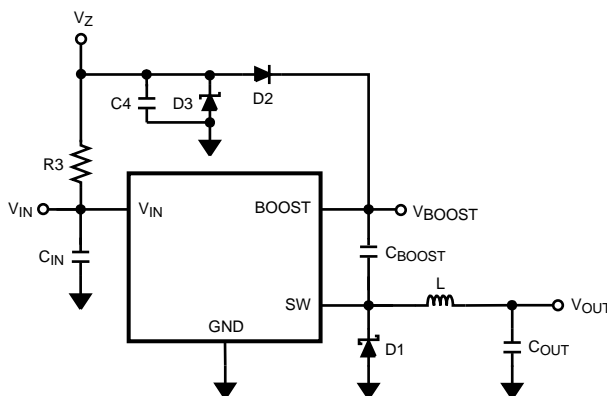 VZ
C4
D3
D2
R3
VIN
VIN
BOOST
VBOOST
CIN
CBOOST
L
SW
VOUT
GND
D1
COUT